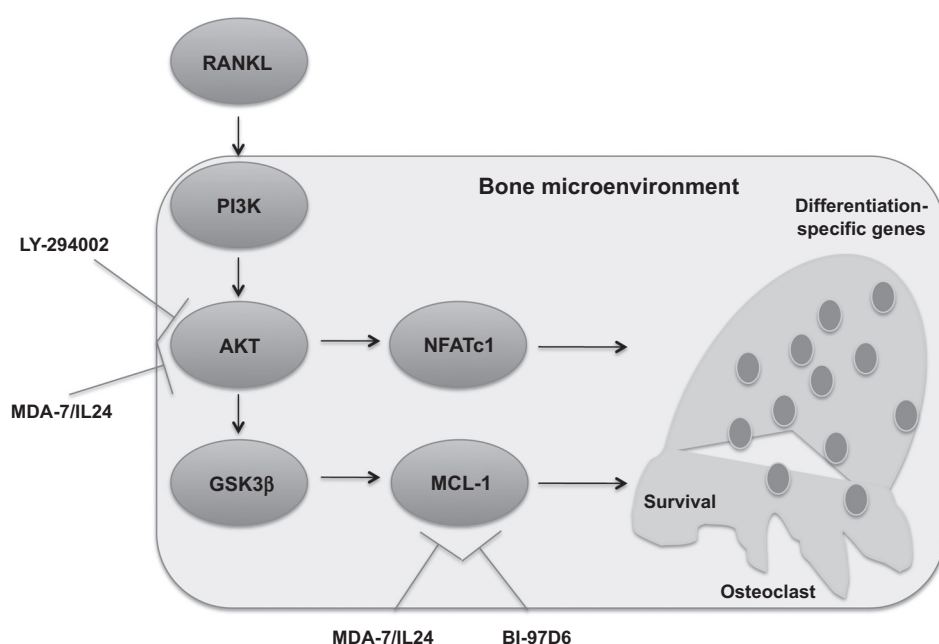 RANKL
Bone microenvironment
PI3K
Differentiation-
specific genes
LY-294002
AKT
NFATc1
MDA-7/IL24
GSK3β
MCL-1
Survival
Osteoclast
MDA-7/IL24
BI-97D6